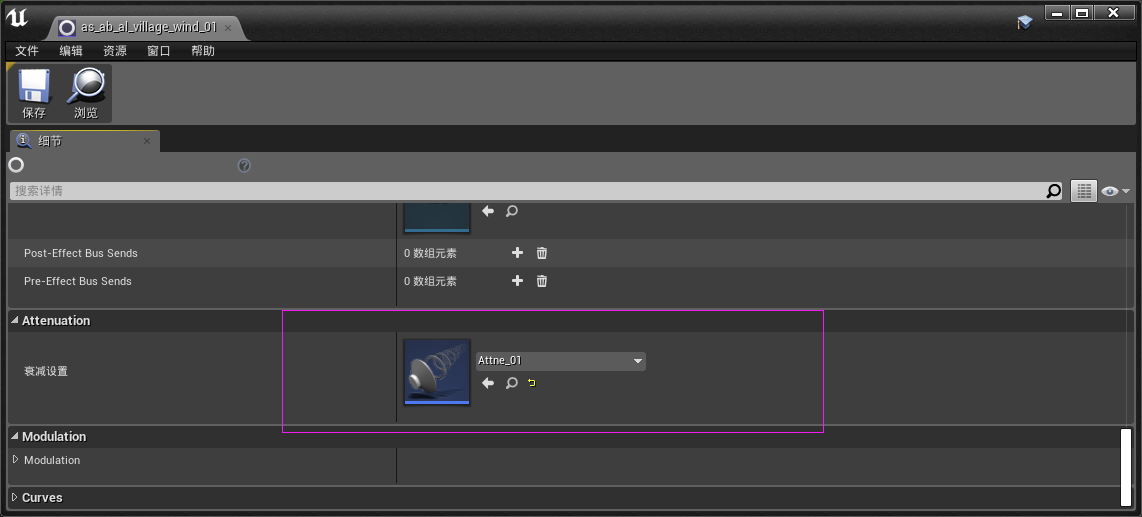 as_ab_al_village_wind_01
文件 编辑 资源 窗口 帮助
保存 浏览
细节
搜索详情
Post-Effect Bus Sends 0 数组元素
Pre-Effect Bus Sends 0 数组元素
Attenuation
衰减设置 Attne_01
Modulation
Modulation
Curves